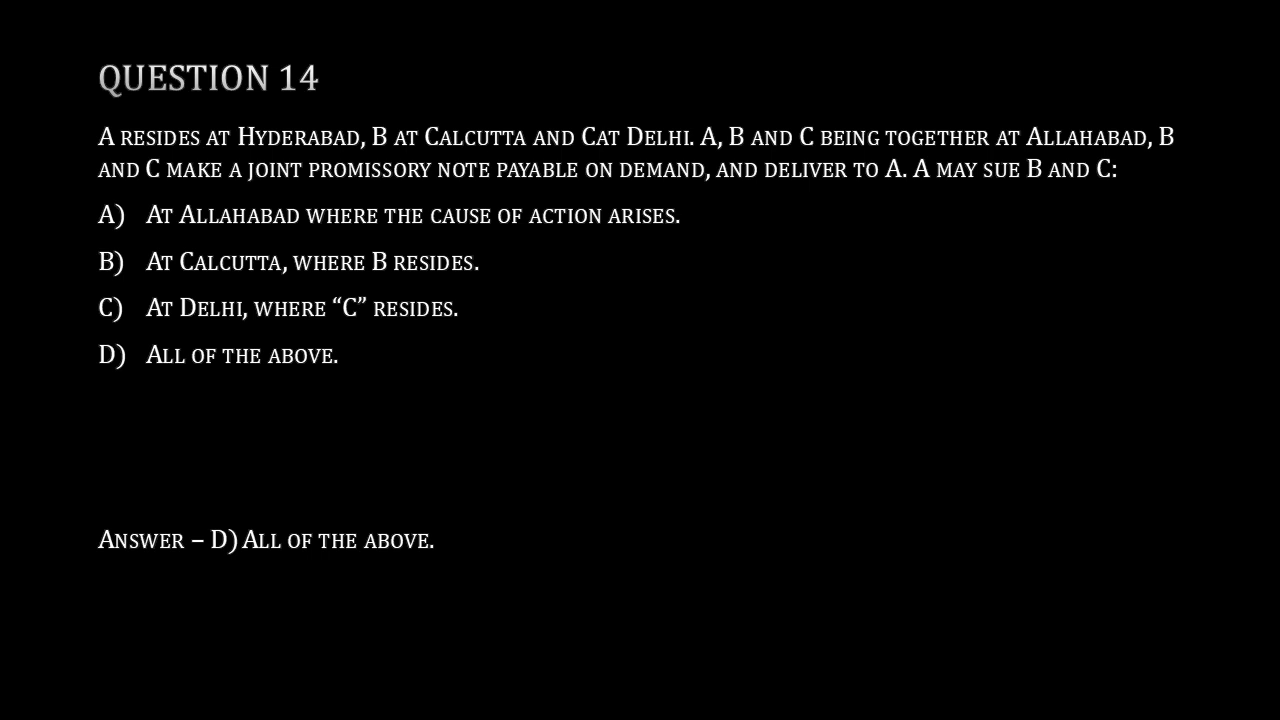 QUESTION 14
A RESIDES AT HYDERABAD, B AT CALCUTTA AND CAT DELHI. A, B AND C BEING TOGETHER AT ALLAHABAD, B
AND C MAKE A JOINT PROMISSORY NOTE PAYABLE ON DEMAND, AND DELIVER TO A. A MAY SUE B AND C:
A) AT ALLAHABAD WHERE THE CAUSE OF ACTION ARISES.
B) AT CALCUTTA, WHERE B RESIDES.
C) AT DELHI, WHERE “C” RESIDES.
D) ALL OF THE ABOVE.
ANSWER – D) ALL OF THE ABOVE.